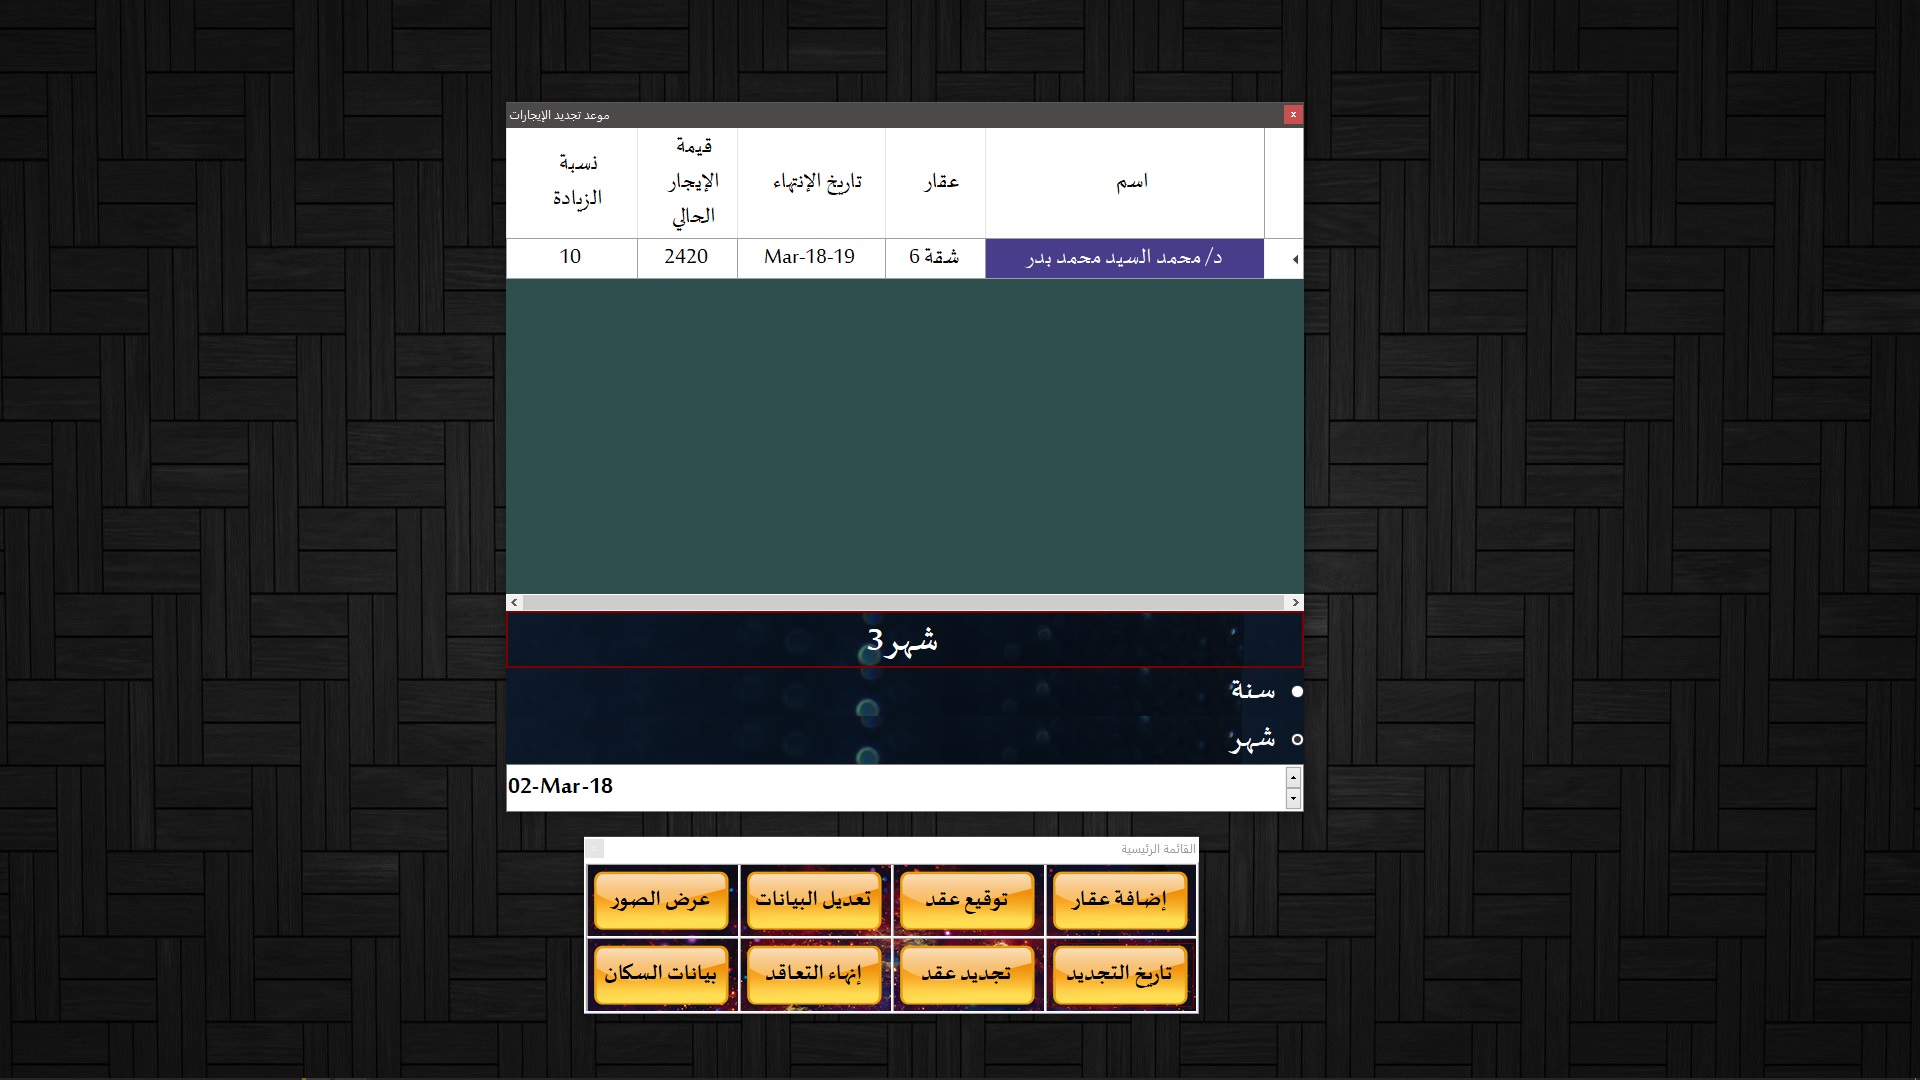 موعد تجديد الإيجارات
x
اسم
عقار
تاريخ الإنتهاء
قيمة
الإيجار
الحالي
نسبة
الزيادة
د/ محمد السيد محمد بدر
شقة 6
19-Mar-18
2420
10
شهر 3
سنة
شهر
02-Mar-18
القائمة الرئيسية
إضافة عقار
توقيع عقد
تعديل البيانات
عرض الصور
تاريخ التجديد
تجديد عقد
إنهاء التعاقد
بيانات السكان